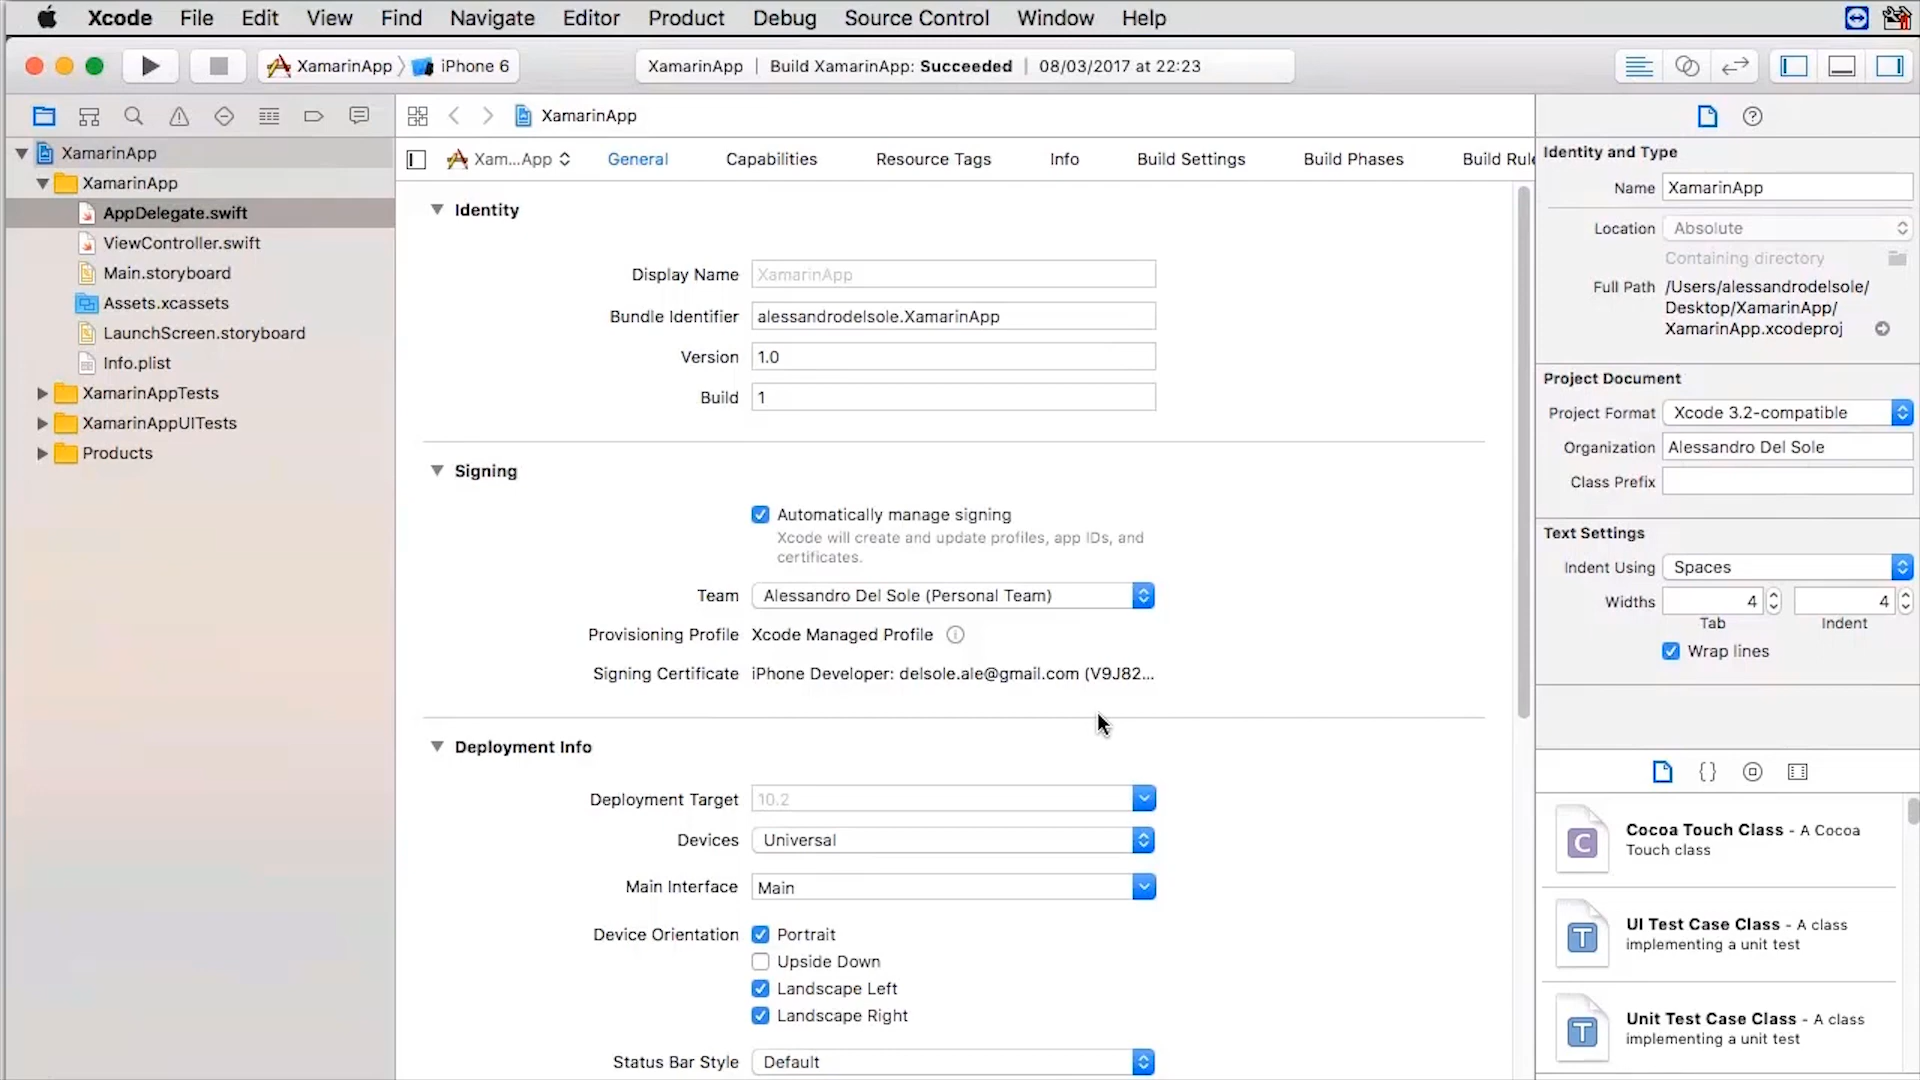 Xcode File Edit View Find Navigate Editor Product Debug Source Control Window Help
XamarinApp iPhone 6
XamarinApp | Build XamarinApp: Succeeded | 08/03/2017 at 22:23
XamarinApp
XamarinApp
AppDelegate.swift
ViewController.swift
Main.storyboard
Assets.xcassets
LaunchScreen.storyboard
Info.plist
XamarinAppTests
XamarinAppUITests
Products
XamarinApp
Xam...App General Capabilities Resource Tags Info Build Settings Build Phases Build Rule
Identity
Display Name XamarinApp
Bundle Identifier alessandrodelsole.XamarinApp
Version 1.0
Build 1
Signing
Automatically manage signing
Xcode will create and update profiles, app IDs, and
certificates.
Team Alessandro Del Sole (Personal Team)
Provisioning Profile Xcode Managed Profile
Signing Certificate iPhone Developer: delsole.ale@gmail.com (V9J82...
Deployment Info
Deployment Target 10.2
Devices Universal
Main Interface Main
Device Orientation Portrait
Upside Down
Landscape Left
Landscape Right
Status Bar Style Default
Identity and Type
Name XamarinApp
Location Absolute
Containing directory
Full Path /Users/alessandrodelsole/
Desktop/XamarinApp/
XamarinApp.xcodeproj
Project Document
Project Format Xcode 3.2-compatible
Organization Alessandro Del Sole
Class Prefix
Text Settings
Indent Using Spaces
Widths 4 4
Tab Indent
Wrap lines
{ }
C
Cocoa Touch Class - A Cocoa
Touch class
T
UI Test Case Class - A class
implementing a unit test
T
Unit Test Case Class - A class
implementing a unit test